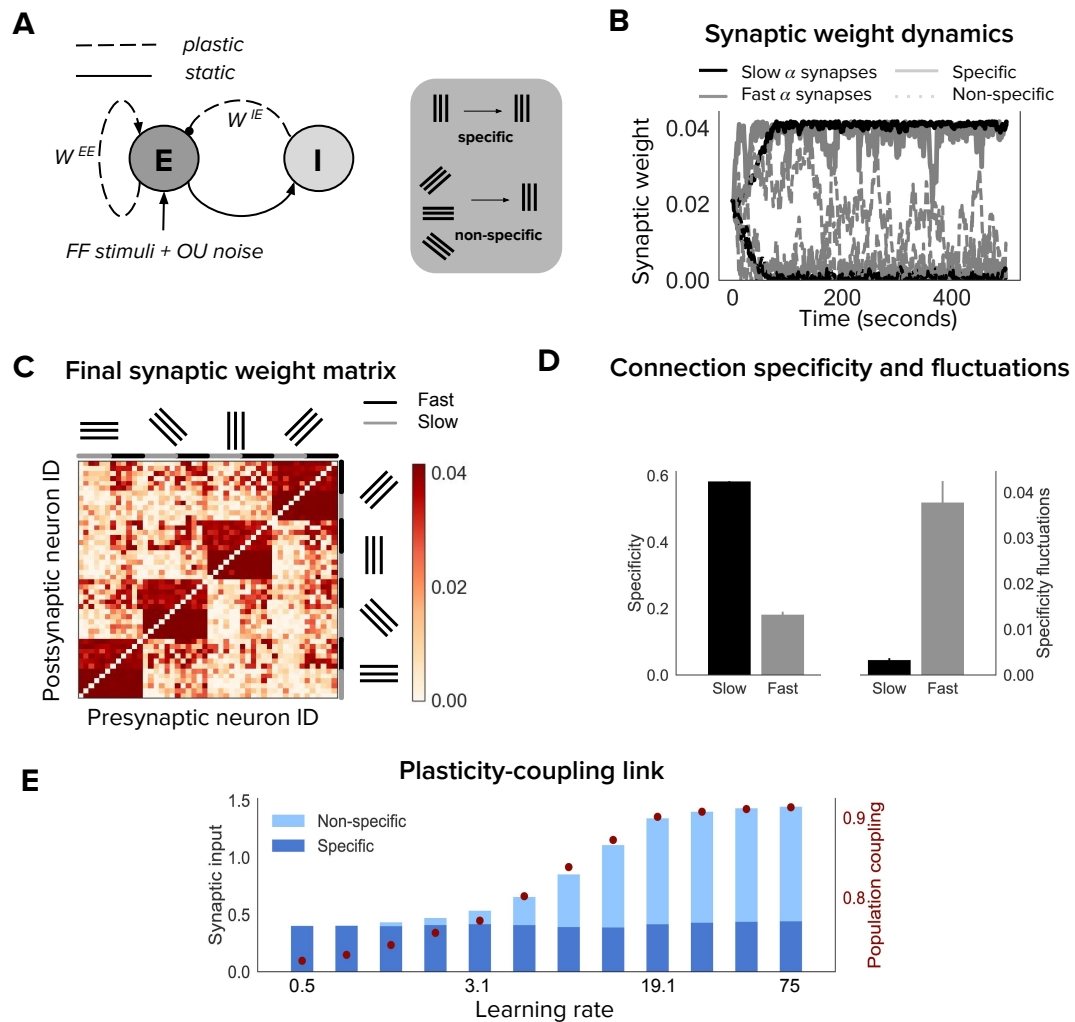 A
plastic
static
W EE
E
W IE
I
FF stimuli + OU noise
specific
non-specific
B
Synaptic weight dynamics
Slow α synapses
Fast α synapses
Specific
Non-specific
Synaptic weight
0.04
0.02
0.00
0
200
400
Time (seconds)
C
Final synaptic weight matrix
Fast
Slow
Postsynaptic neuron ID
Presynaptic neuron ID
0.04
0.02
0.00
D
Connection specificity and fluctuations
Specificity
0.6
0.4
0.2
0.0
Slow
Fast
Slow
Fast
0.04
0.03
0.02
0.01
0.00
Specificity fluctuations
E
Plasticity-coupling link
Synaptic input
1.5
1.0
0.5
0.0
Non-specific
Specific
0.9
0.8
Population coupling
0.5
3.1
19.1
75
Learning rate